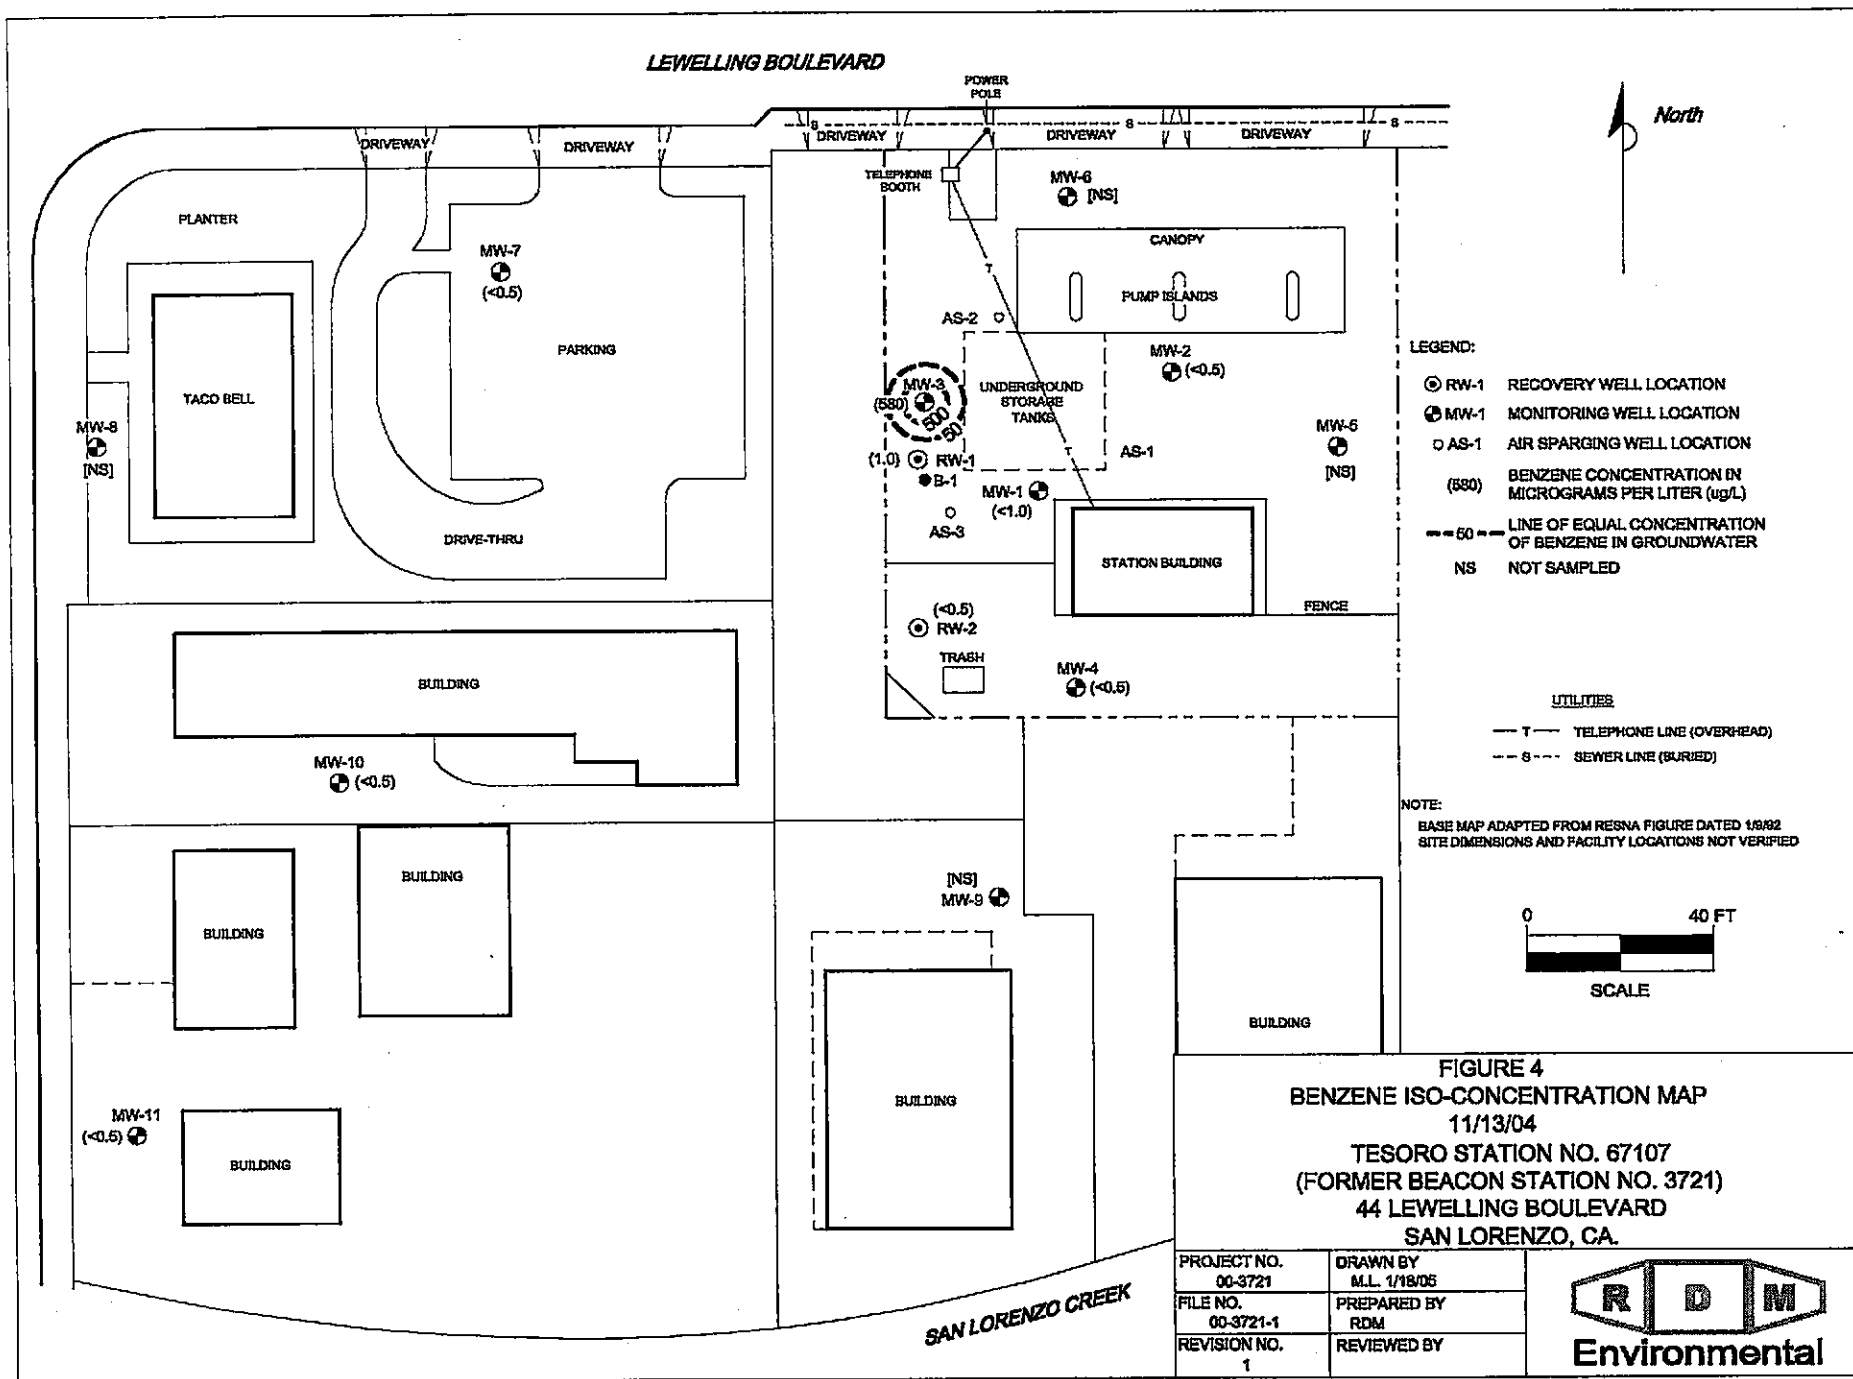 LEWELLING BOULEVARD
POWER
POLE
North
DRIVEWAY
DRIVEWAY
S
DRIVEWAY
DRIVEWAY
S
DRIVEWAY
S
TELEPHONE
BOOTH
MW-6
[NS]
PLANTER
CANOPY
MW-7
(<0.5)
T
PUMP ISLANDS
AS-2
PARKING
MW-2
(<0.5)
TACO BELL
MW-3
(580)
500
50
UNDERGROUND
STORAGE
TANKS
T
AS-1
MW-5
[NS]
MW-8
[NS]
(1.0)
RW-1
B-1
MW-1
(<1.0)
AS-3
DRIVE-THRU
STATION BUILDING
FENCE
(<0.5)
RW-2
TRASH
MW-4
(<0.5)
LEGEND:
RW-1 RECOVERY WELL LOCATION
MW-1 MONITORING WELL LOCATION
AS-1 AIR SPARGING WELL LOCATION
(580) BENZENE CONCENTRATION IN
MICROGRAMS PER LITER (ug/L)
50 LINE OF EQUAL CONCENTRATION
OF BENZENE IN GROUNDWATER
NS NOT SAMPLED
BUILDING
MW-10
(<0.5)
UTILITIES
T TELEPHONE LINE (OVERHEAD)
S SEWER LINE (BURIED)
NOTE:
BASE MAP ADAPTED FROM RESNA FIGURE DATED 1/9/92
SITE DIMENSIONS AND FACILITY LOCATIONS NOT VERIFIED
BUILDING
BUILDING
[NS]
MW-9
0 40 FT
SCALE
BUILDING
BUILDING
MW-11
(<0.5)
BUILDING
SAN LORENZO CREEK
FIGURE 4
BENZENE ISO-CONCENTRATION MAP
11/13/04
TESORO STATION NO. 67107
(FORMER BEACON STATION NO. 3721)
44 LEWELLING BOULEVARD
SAN LORENZO, CA.
PROJECT NO.
00-3721
DRAWN BY
M.L. 1/18/05
FILE NO.
00-3721-1
PREPARED BY
RDM
REVISION NO.
1
REVIEWED BY
R D M
Environmental